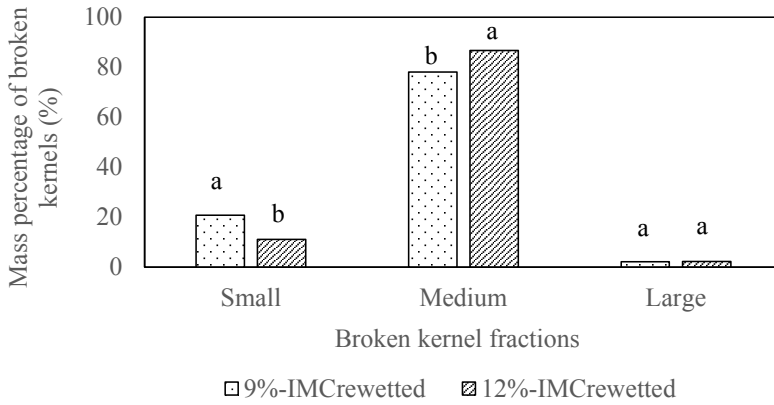 Mass percentage of broken
kernels (%)
100
80
60
40
20
0
a
b
b
a
a
a
Small
Medium
Large
Broken kernel fractions
9%-IMCrewetted
12%-IMCrewetted